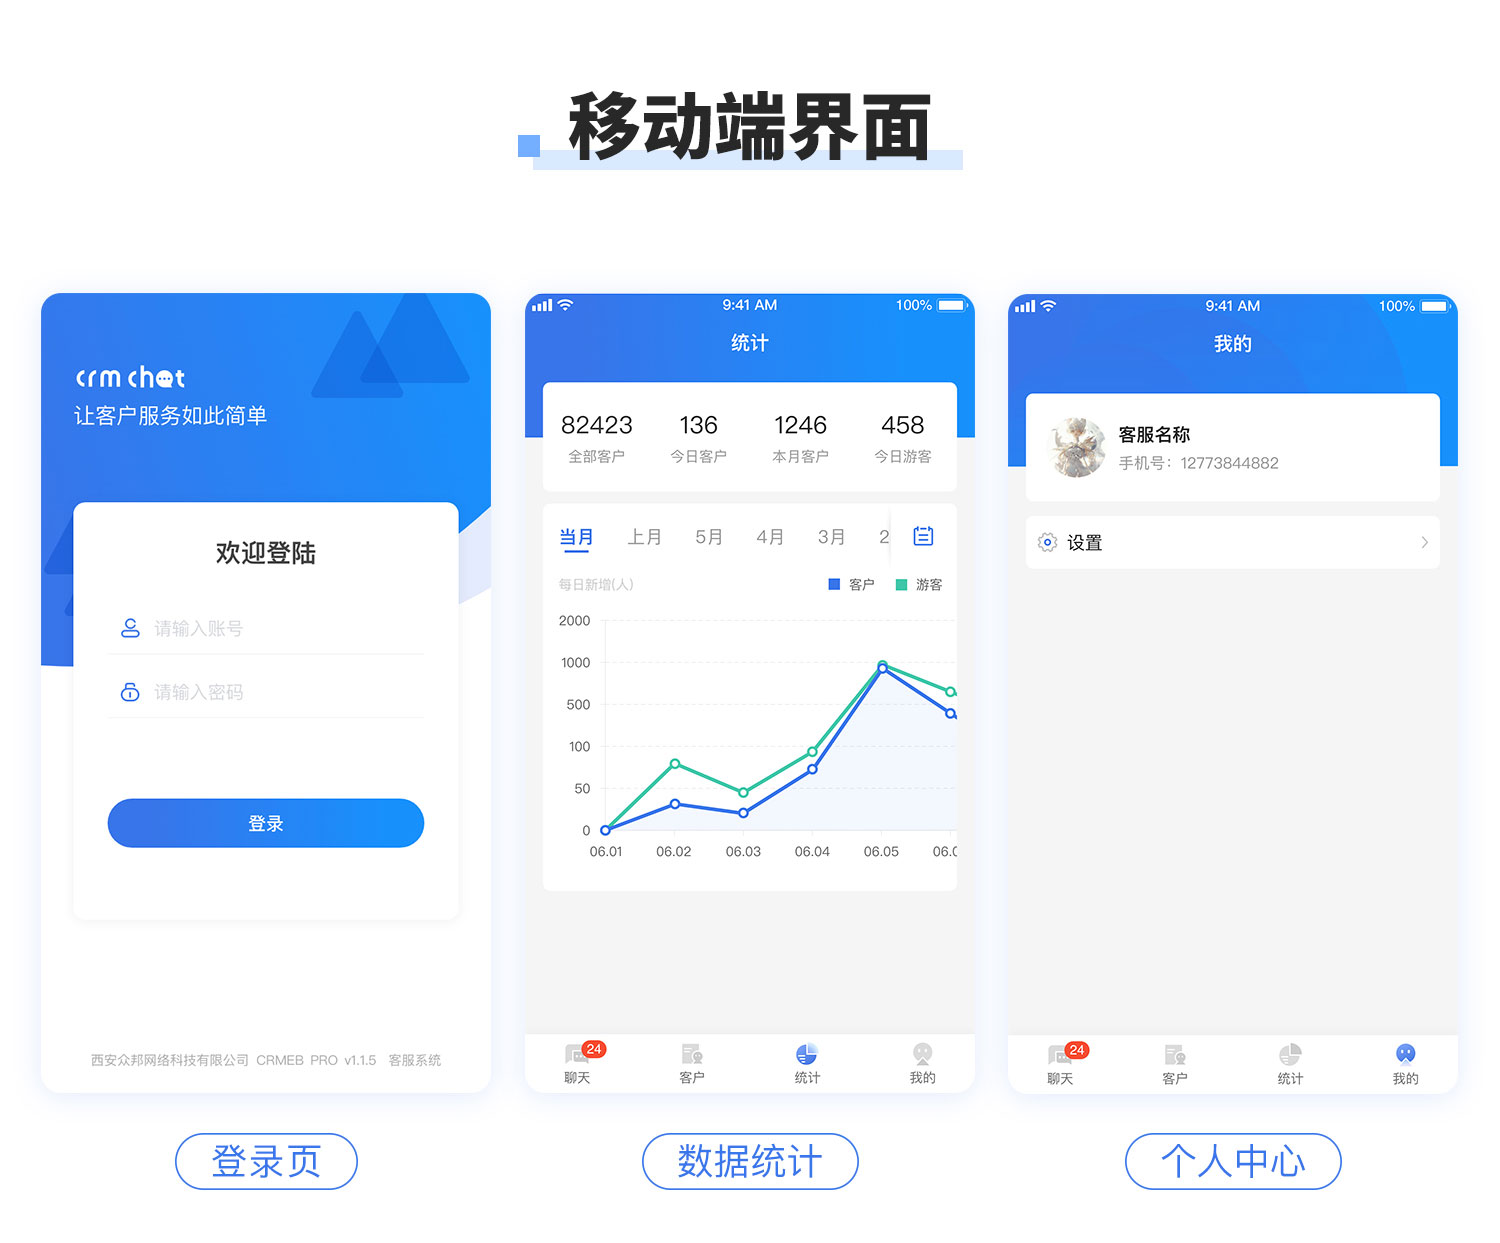 移动端界面
crm chat
让客户服务如此简单
欢迎登陆
请输入账号
请输入密码
登录
西安众邦网络科技有限公司 CRMEB PRO v1.1.5 客服系统
登录页
9:41 AM 100%
统计
82423 136 1246 458
全部客户 今日客户 本月客户 今日游客
当月 上月 5月 4月 3月 2
每日新增(人) 客户 游客
2000
1000
500
100
50
0
06.01 06.02 06.03 06.04 06.05 06.0
24
聊天 客户 统计 我的
数据统计
9:41 AM 100%
我的
客服名称
手机号：12773844882
设置
24
聊天 客户 统计 我的
个人中心